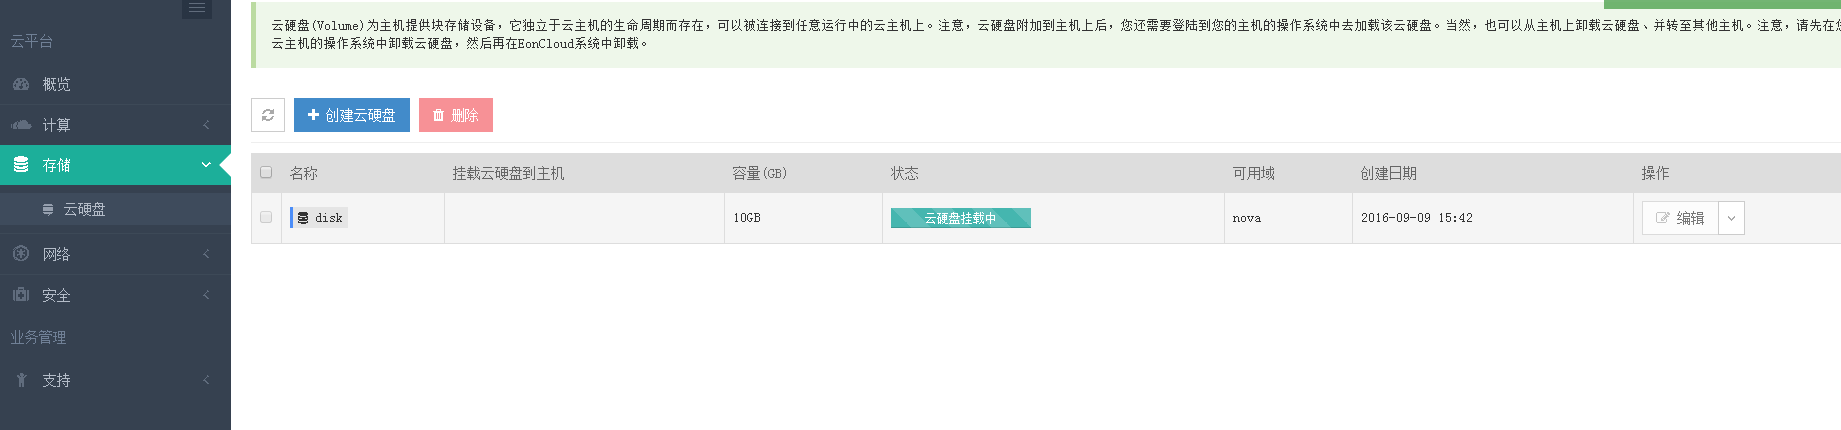 云硬盘(Volume)为主机提供块存储设备，它独立于云主机的生命周期而存在，可以被连接到任意运行中的云主机上。注意，云硬盘附加到主机上后，您还需要登陆到您的主机的操作系统中去加载该云硬盘。当然，也可以从主机上卸载云硬盘、并转至其他主机。注意，请先在您
云主机的操作系统中卸载云硬盘，然后再在EonCloud系统中卸载。
云平台
概览
计算
存储
云硬盘
网络
安全
业务管理
支持
创建云硬盘 删除
名称 挂载云硬盘到主机 容量(GB) 状态 可用域 创建日期 操作
disk 10GB 云硬盘挂载中 nova 2016-09-09 15:42 编辑